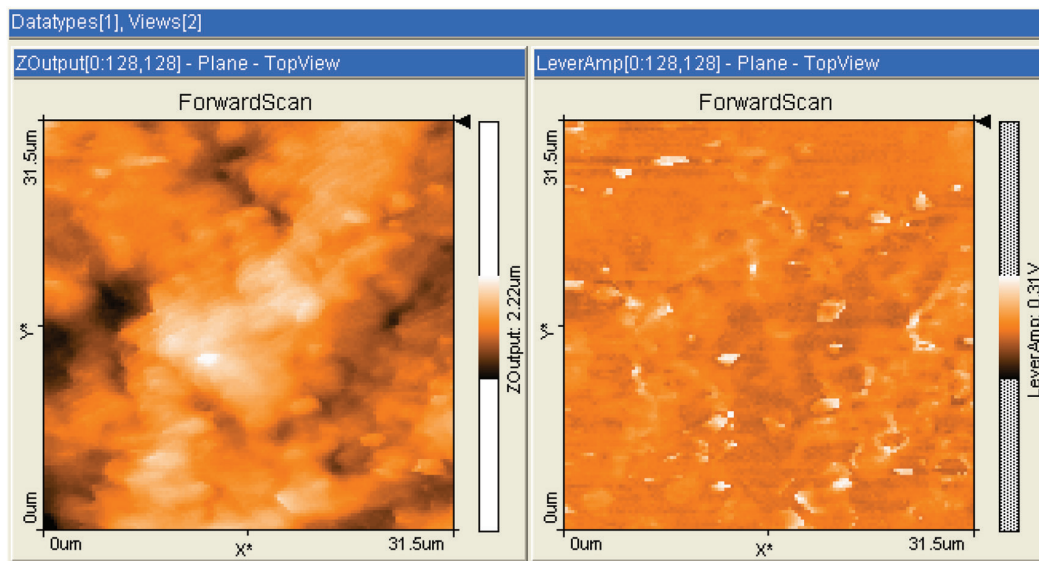 Datatypes[1], Views[2]
ZOutput[0:128,128] - Plane - TopView
ForwardScan
31.5um
Y*
0um
0um
X*
31.5um
ZOutput: 2.22um
LeverAmp[0:128,128] - Plane - TopView
ForwardScan
31.5um
Y*
0um
0um
X*
31.5um
LeverAmp: 0.31V